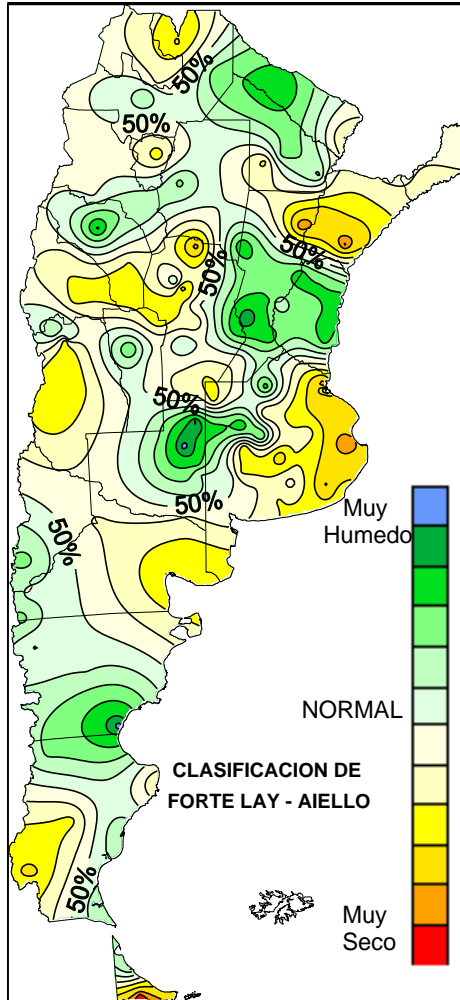 50%
50%
50%
50%
50%
50%
50%
50%
Muy
Humedo
NORMAL
CLASIFICACION DE
FORTE LAY - AIELLO
Muy
Seco